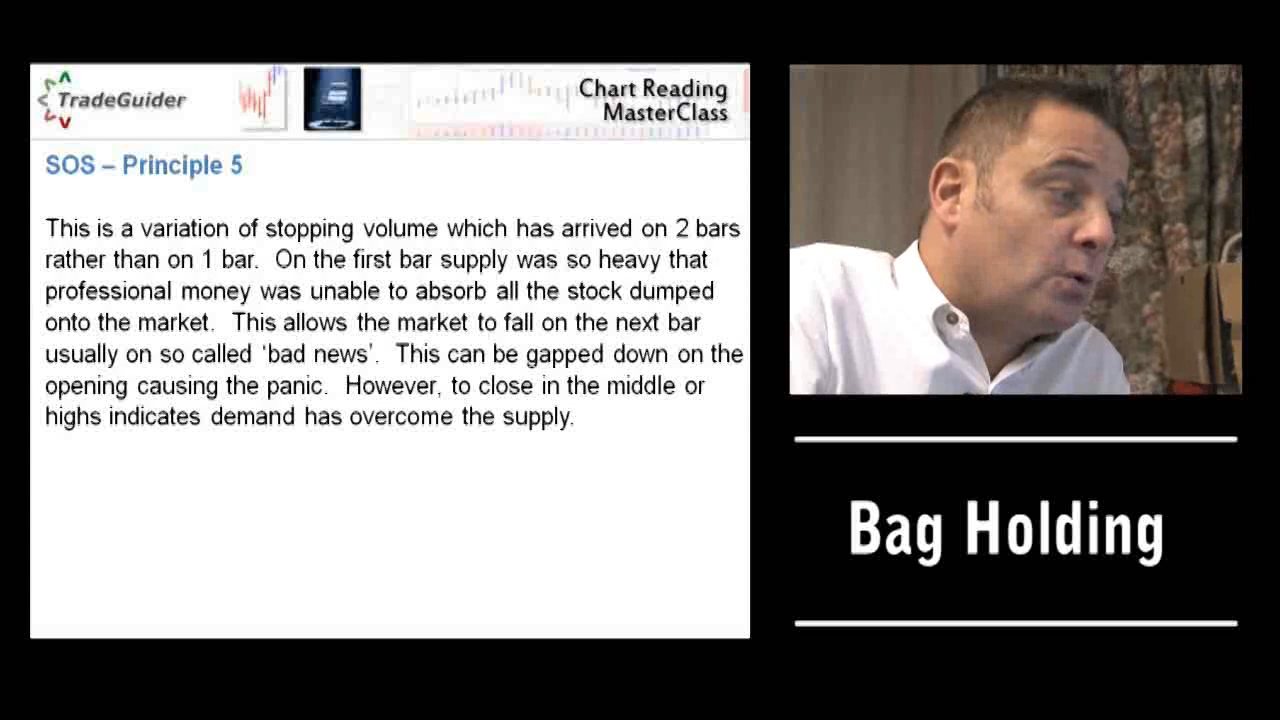 TradeGuider
Chart Reading
MasterClass
SOS – Principle 5
This is a variation of stopping volume which has arrived on 2 bars
rather than on 1 bar.  On the first bar supply was so heavy that
professional money was unable to absorb all the stock dumped
onto the market.  This allows the market to fall on the next bar
usually on so called ‘bad news’.  This can be gapped down on the
opening causing the panic.  However, to close in the middle or
highs indicates demand has overcome the supply.
Bag Holding